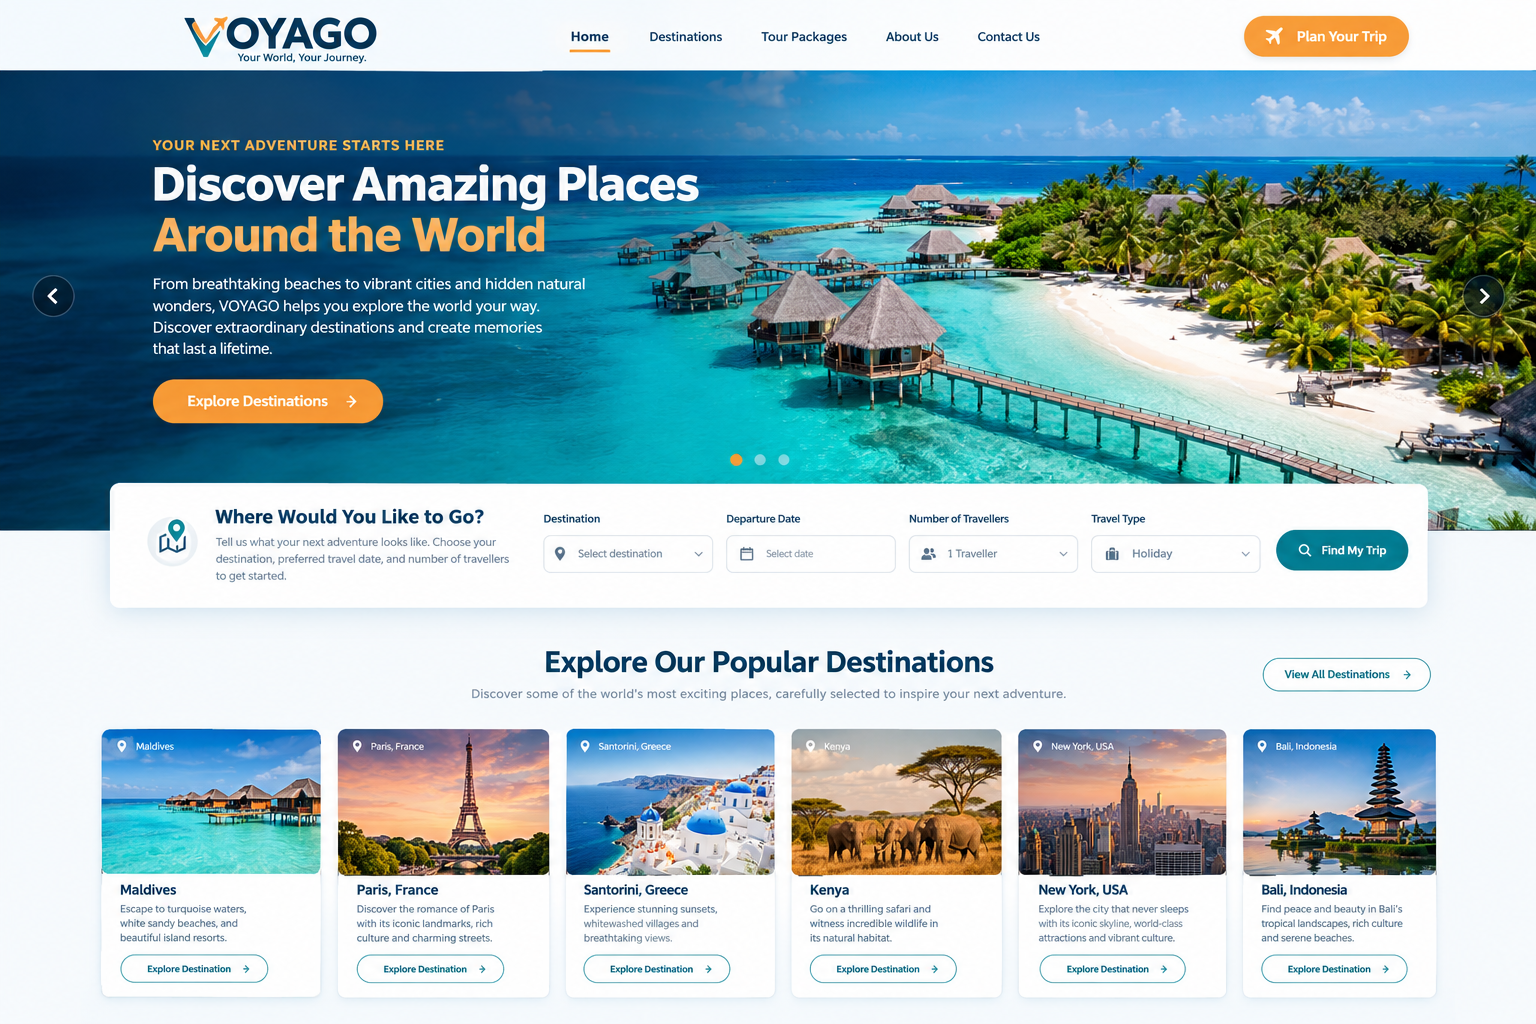 VOYAGO
Your World, Your Journey.
Home
Destinations
Tour Packages
About Us
Contact Us
Plan Your Trip
YOUR NEXT ADVENTURE STARTS HERE
Discover Amazing Places
Around the World
From breathtaking beaches to vibrant cities and hidden natural
wonders, VOYAGO helps you explore the world your way.
Discover extraordinary destinations and create memories
that last a lifetime.
Explore Destinations
Where Would You Like to Go?
Tell us what your next adventure looks like. Choose your
destination, preferred travel date, and number of travellers
to get started.
Destination
Select destination
Departure Date
Select date
Number of Travellers
1 Traveller
Travel Type
Holiday
Find My Trip
Explore Our Popular Destinations
Discover some of the world's most exciting places, carefully selected to inspire your next adventure.
View All Destinations
Maldives
Maldives
Escape to turquoise waters,
white sandy beaches, and
beautiful island resorts.
Explore Destination
Paris, France
Paris, France
Discover the romance of Paris
with its iconic landmarks, rich
culture and charming streets.
Explore Destination
Santorini, Greece
Santorini, Greece
Experience stunning sunsets,
whitewashed villages and
breathtaking views.
Explore Destination
Kenya
Kenya
Go on a thrilling safari and
witness incredible wildlife in
its natural habitat.
Explore Destination
New York, USA
New York, USA
Explore the city that never sleeps
with its iconic skyline, world-class
attractions and vibrant culture.
Explore Destination
Bali, Indonesia
Bali, Indonesia
Find peace and beauty in Bali's
tropical landscapes, rich culture
and serene beaches.
Explore Destination